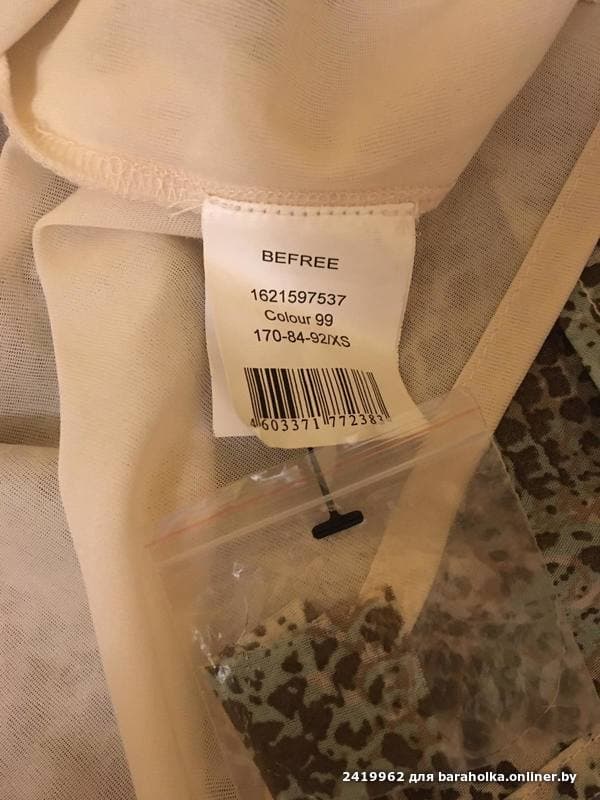 BEFREE
1621597537
Colour 99
170-84-92/XS
4603371772383
2419962 для baraholka.onliner.by